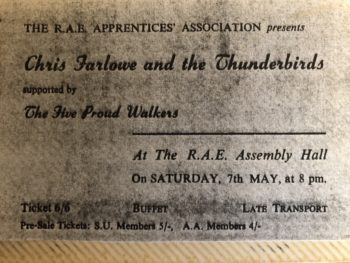 THE R.A.E. APPRENTICES' ASSOCIATION presents
Chris Farlowe and the Thunderbirds
supported by
The Five Proud Walkers
At The R.A.E. Assembly Hall
On SATURDAY, 7th MAY, at 8 pm.
Ticket 6/6 BUFFET LATE TRANSPORT
Pre-Sale Tickets: S.U. Members 5/-, A.A. Members 4/-